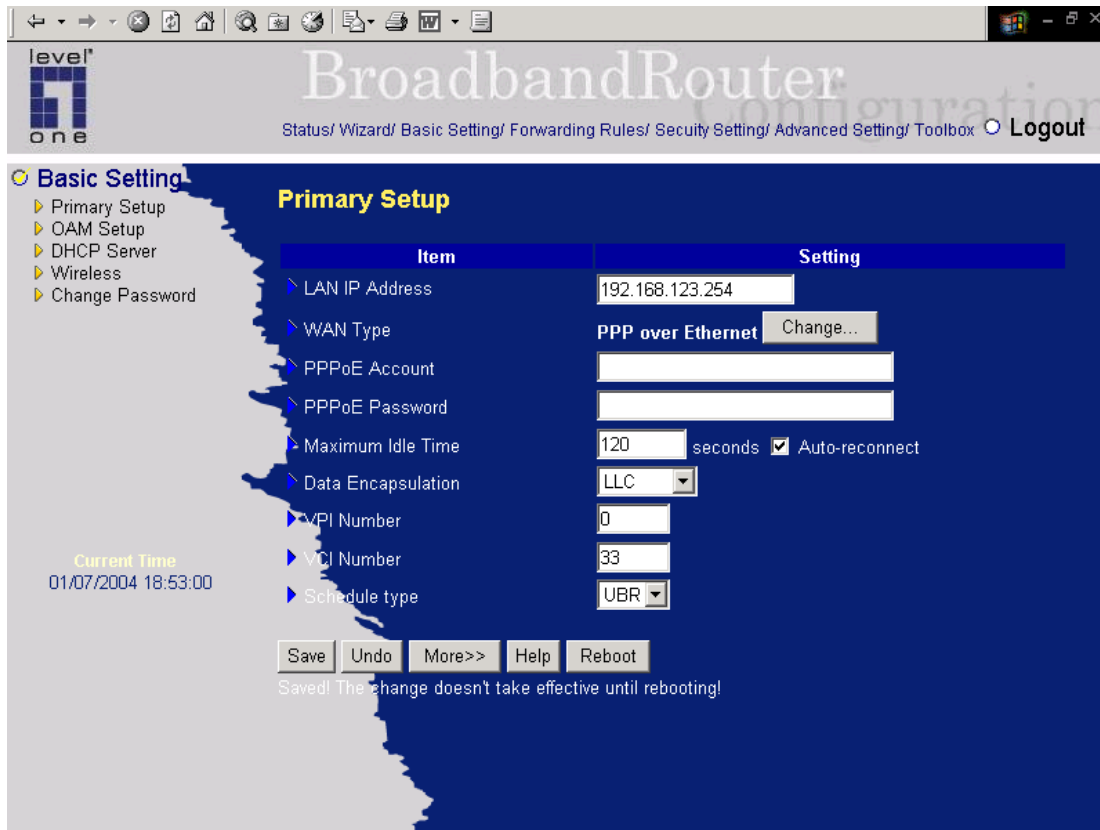 level
one
BroadbandRouter
Configuration
Status/ Wizard/ Basic Setting/ Forwarding Rules/ Secuity Setting/ Advanced Setting/ Toolbox Logout
Basic Setting
Primary Setup
OAM Setup
DHCP Server
Wireless
Change Password
Current Time
01/07/2004 18:53:00
Primary Setup
Item Setting
LAN IP Address 192.168.123.254
WAN Type PPP over Ethernet Change...
PPPoE Account
PPPoE Password
Maximum Idle Time 120 seconds Auto-reconnect
Data Encapsulation LLC
VPI Number 0
VCI Number 33
Schedule type UBR
Save Undo More>> Help Reboot
Saved! The change doesn't take effective until rebooting!